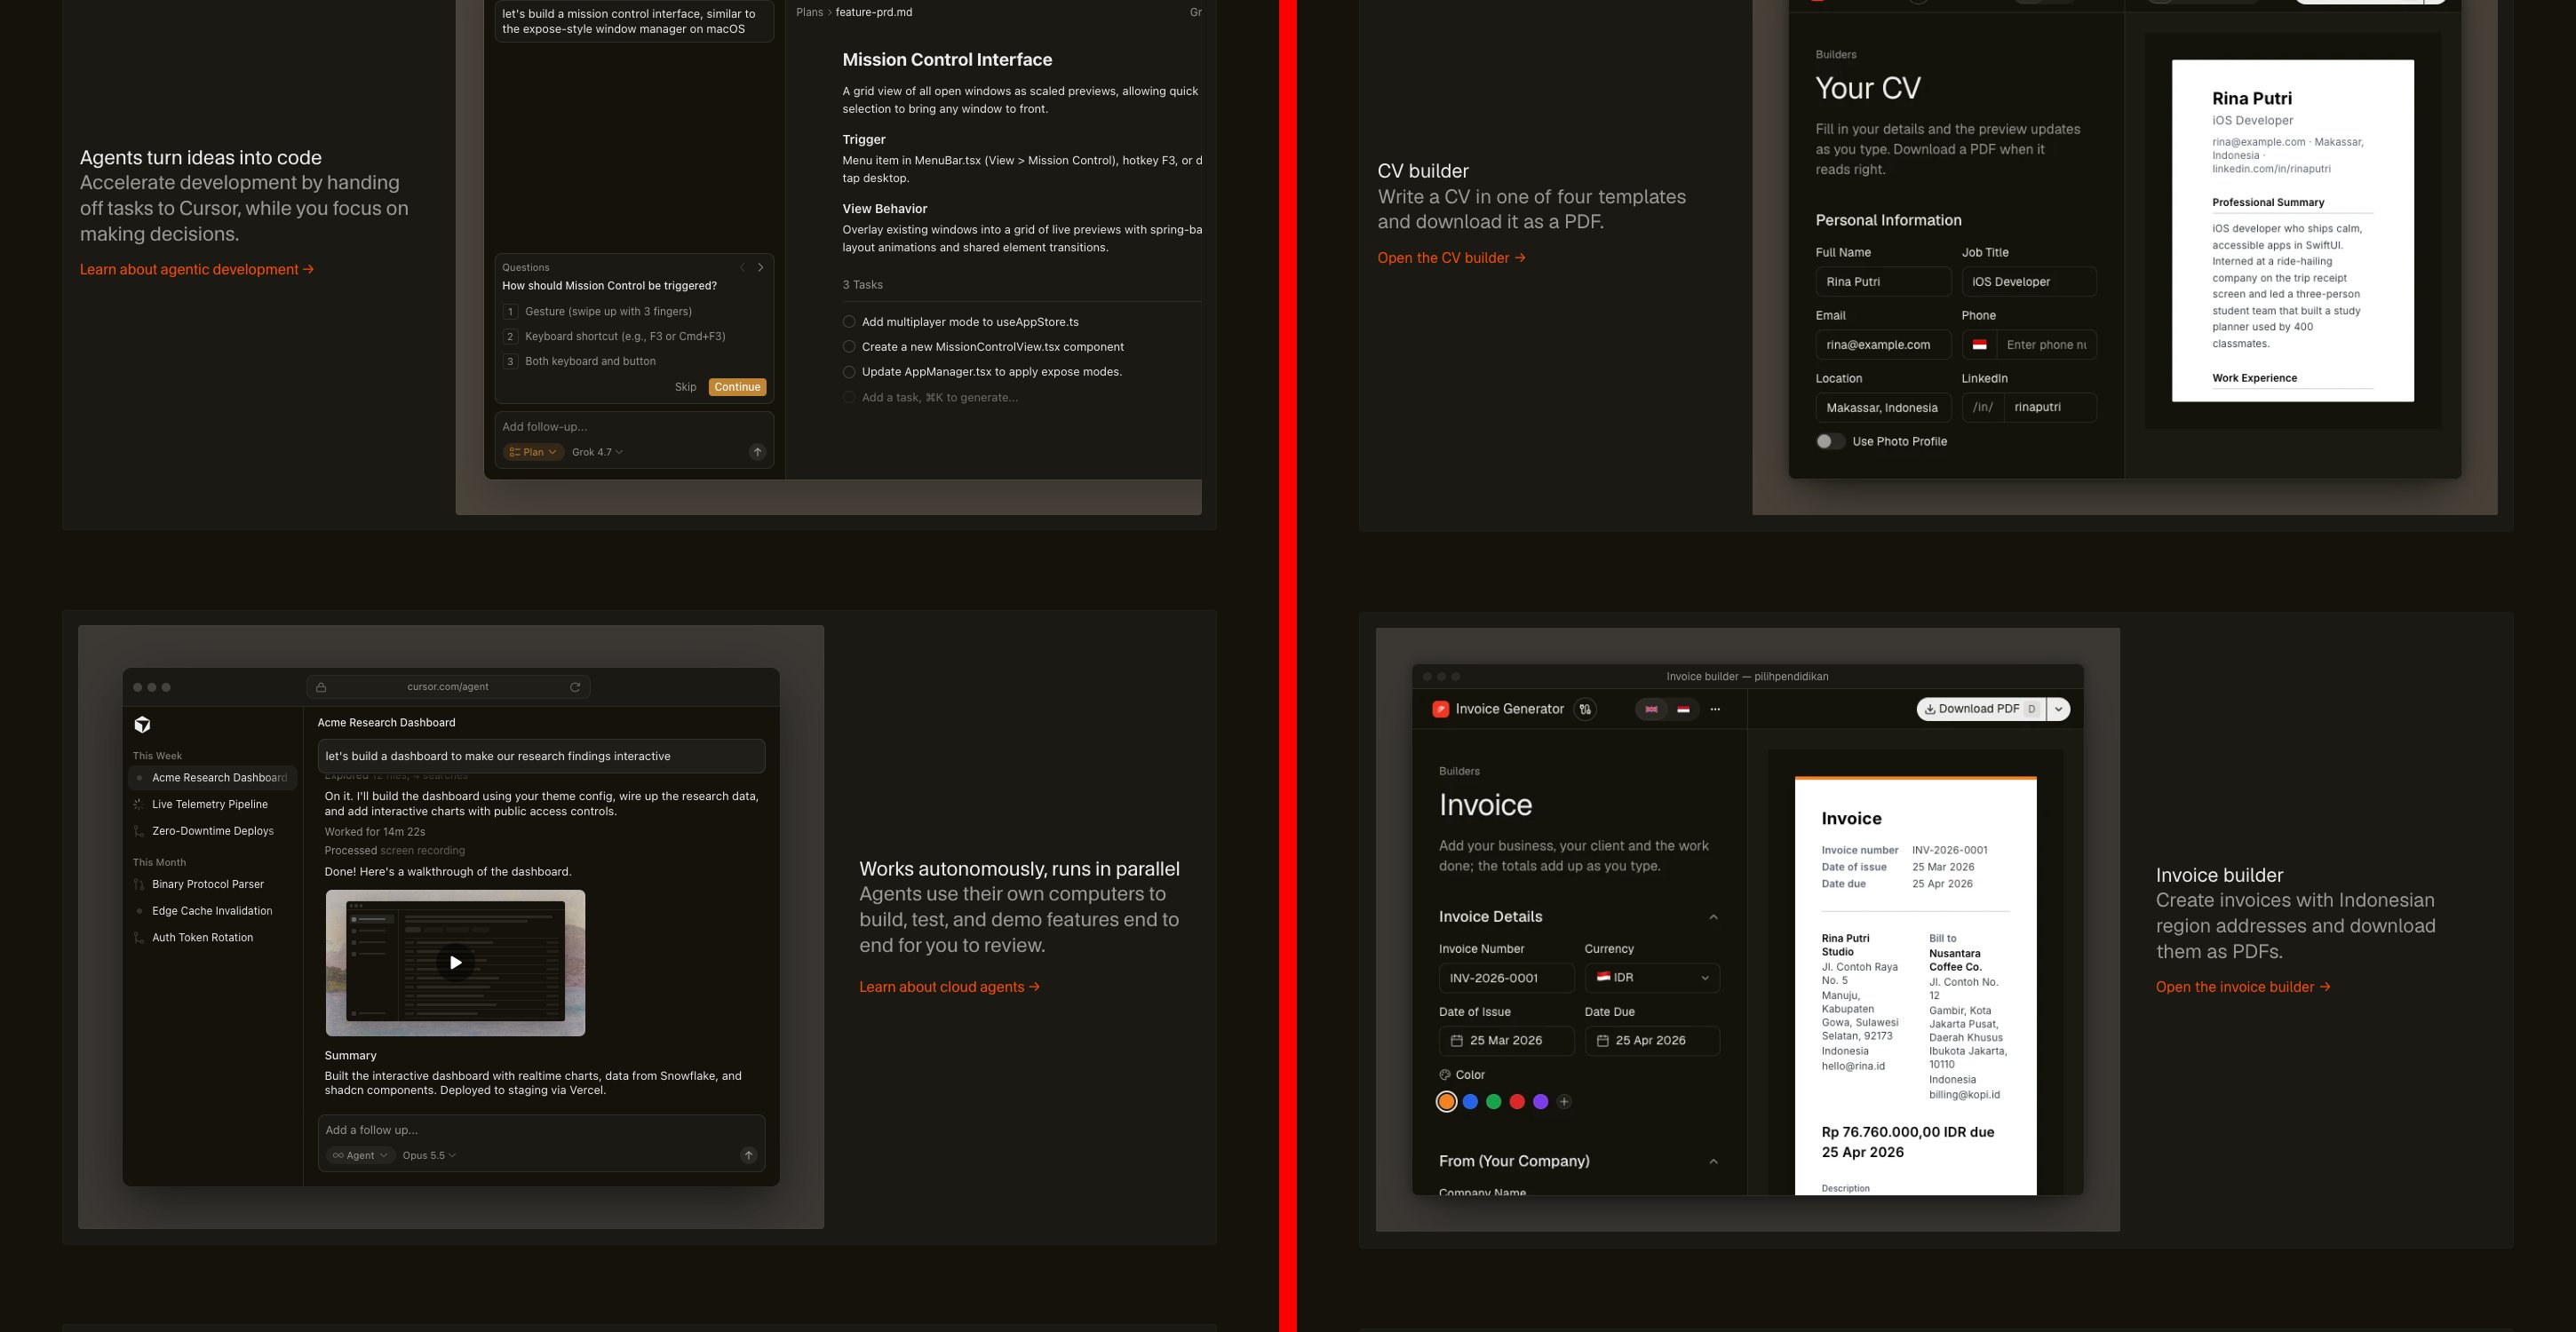 let's build a mission control interface, similar to
the expose-style window manager on macOS
Plans > feature-prd.md
Gr
Mission Control Interface
A grid view of all open windows as scaled previews, allowing quick
selection to bring any window to front.
Trigger
Menu item in MenuBar.tsx (View > Mission Control), hotkey F3, or d
tap desktop.
View Behavior
Overlay existing windows into a grid of live previews with spring-ba
layout animations and shared element transitions.
3 Tasks
Add multiplayer mode to useAppStore.ts
Create a new MissionControlView.tsx component
Update AppManager.tsx to apply expose modes.
Add a task, ⌘K to generate...
Agents turn ideas into code
Accelerate development by handing
off tasks to Cursor, while you focus on
making decisions.
Learn about agentic development →
Questions
How should Mission Control be triggered?
1 Gesture (swipe up with 3 fingers)
2 Keyboard shortcut (e.g., F3 or Cmd+F3)
3 Both keyboard and button
Skip Continue
Add follow-up...
Plan Grok 4.7
cursor.com/agent
This Week
Acme Research Dashboard
Live Telemetry Pipeline
Zero-Downtime Deploys
This Month
Binary Protocol Parser
Edge Cache Invalidation
Auth Token Rotation
Acme Research Dashboard
let's build a dashboard to make our research findings interactive
Explored 12 files, 4 searches
On it. I'll build the dashboard using your theme config, wire up the research data,
and add interactive charts with public access controls.
Worked for 14m 22s
Processed screen recording
Done! Here's a walkthrough of the dashboard.
Summary
Built the interactive dashboard with realtime charts, data from Snowflake, and
shadcn components. Deployed to staging via Vercel.
Add a follow up...
Agent Opus 5.5
Works autonomously, runs in parallel
Agents use their own computers to
build, test, and demo features end to
end for you to review.
Learn about cloud agents →
CV builder
Write a CV in one of four templates
and download it as a PDF.
Open the CV builder →
Builders
Your CV
Fill in your details and the preview updates
as you type. Download a PDF when it
reads right.
Personal Information
Full Name Job Title
Rina Putri iOS Developer
Email Phone
rina@example.com Enter phone nu
Location LinkedIn
Makassar, Indonesia /in/ rinaputri
Use Photo Profile
Rina Putri
iOS Developer
rina@example.com · Makassar,
Indonesia ·
linkedin.com/in/rinaputri
Professional Summary
iOS developer who ships calm,
accessible apps in SwiftUI.
Interned at a ride-hailing
company on the trip receipt
screen and led a three-person
student team that built a study
planner used by 400
classmates.
Work Experience
Invoice builder — pilihpendidikan
Invoice Generator
Download PDF D
Builders
Invoice
Add your business, your client and the work
done; the totals add up as you type.
Invoice Details
Invoice Number Currency
INV-2026-0001 IDR
Date of Issue Date Due
25 Mar 2026 25 Apr 2026
Color
From (Your Company)
Company Name
Invoice
Invoice number INV-2026-0001
Date of issue 25 Mar 2026
Date due 25 Apr 2026
Rina Putri
Studio
Jl. Contoh Raya
No. 5
Manuju,
Kabupaten
Gowa, Sulawesi
Selatan, 92173
Indonesia
hello@rina.id
Bill to
Nusantara
Coffee Co.
Jl. Contoh No.
12
Gambir, Kota
Jakarta Pusat,
Daerah Khusus
Ibukota Jakarta,
10110
Indonesia
billing@kopi.id
Rp 76.760.000,00 IDR due
25 Apr 2026
Description
Invoice builder
Create invoices with Indonesian
region addresses and download
them as PDFs.
Open the invoice builder →